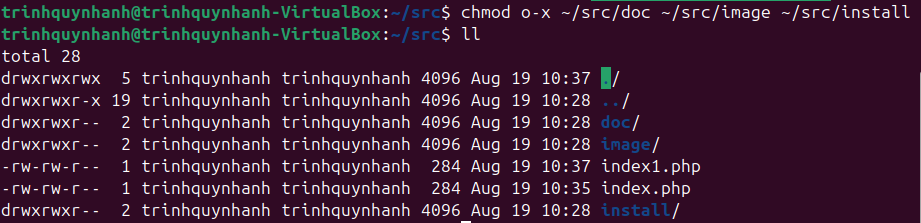 trinhquynhanh@trinhquynhanh-VirtualBox:~/src$ chmod o-x ~/src/doc ~/src/image ~/src/install
trinhquynhanh@trinhquynhanh-VirtualBox:~/src$ ll
total 28
drwxrwxrwx  5 trinhquynhanh trinhquynhanh 4096 Aug 19 10:37 ./
drwxrwxr-x 19 trinhquynhanh trinhquynhanh 4096 Aug 19 10:28 ../
drwxrwxr--  2 trinhquynhanh trinhquynhanh 4096 Aug 19 10:28 doc/
drwxrwxr--  2 trinhquynhanh trinhquynhanh 4096 Aug 19 10:28 image/
-rw-rw-r--  1 trinhquynhanh trinhquynhanh  284 Aug 19 10:37 index1.php
-rw-rw-r--  1 trinhquynhanh trinhquynhanh  284 Aug 19 10:35 index.php
drwxrwxr--  2 trinhquynhanh trinhquynhanh 4096 Aug 19 10:28 install/